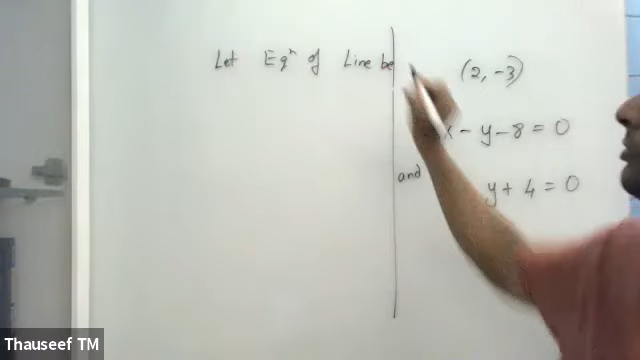 Let Eqⁿ of Line be
(2, -3)
x - y - 8 = 0
and
y + 4 = 0
Thauseef TM